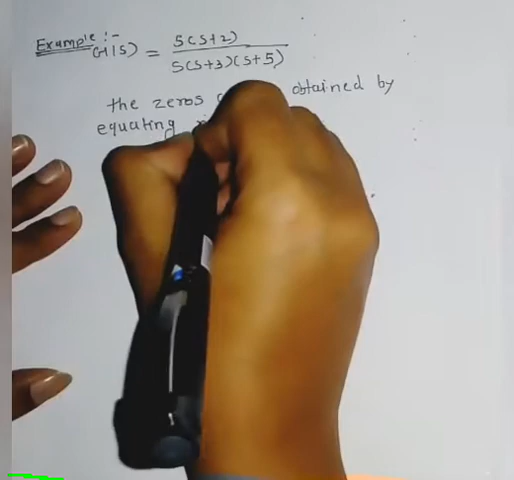 Example :-
G(s) = 5(s+2)
s(s+3)(s+5)
the zeros obtained by
equating